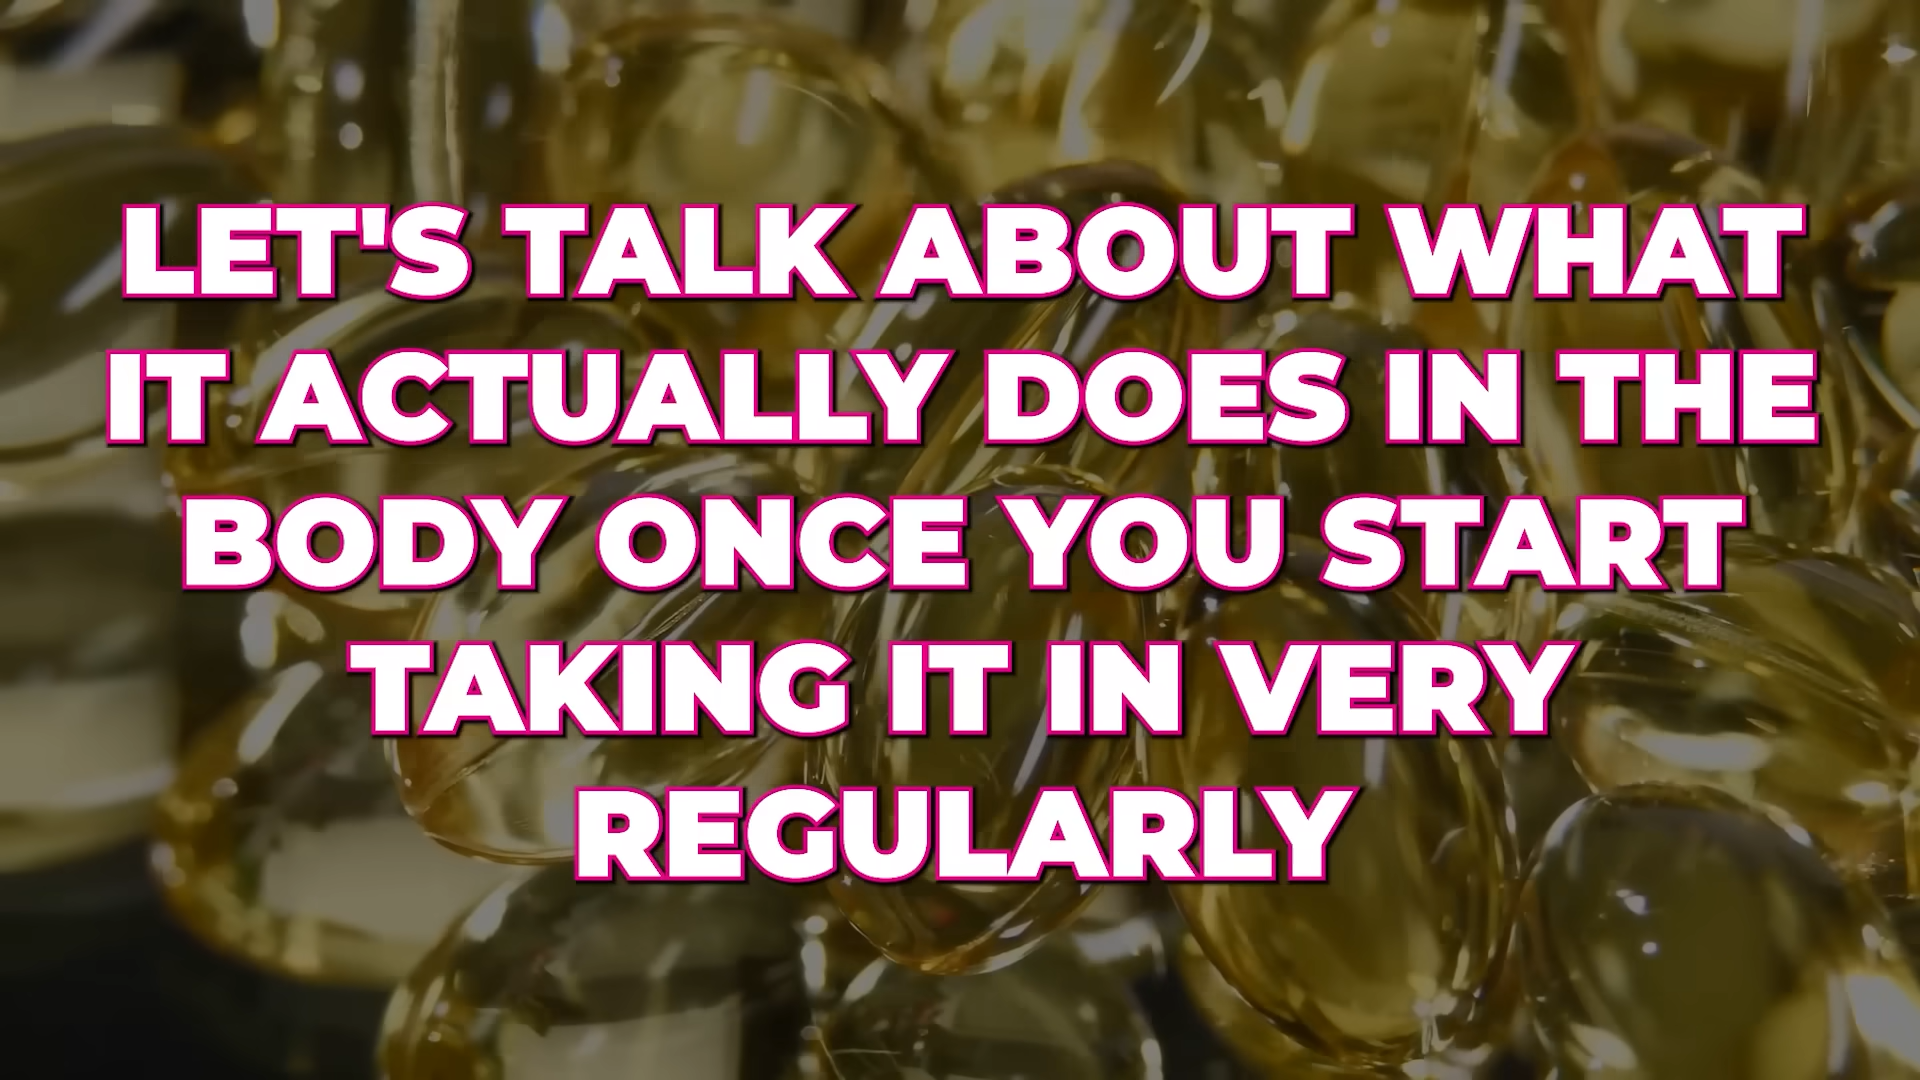 LET'S TALK ABOUT WHAT
IT ACTUALLY DOES IN THE
BODY ONCE YOU START
TAKING IT IN VERY
REGULARLY